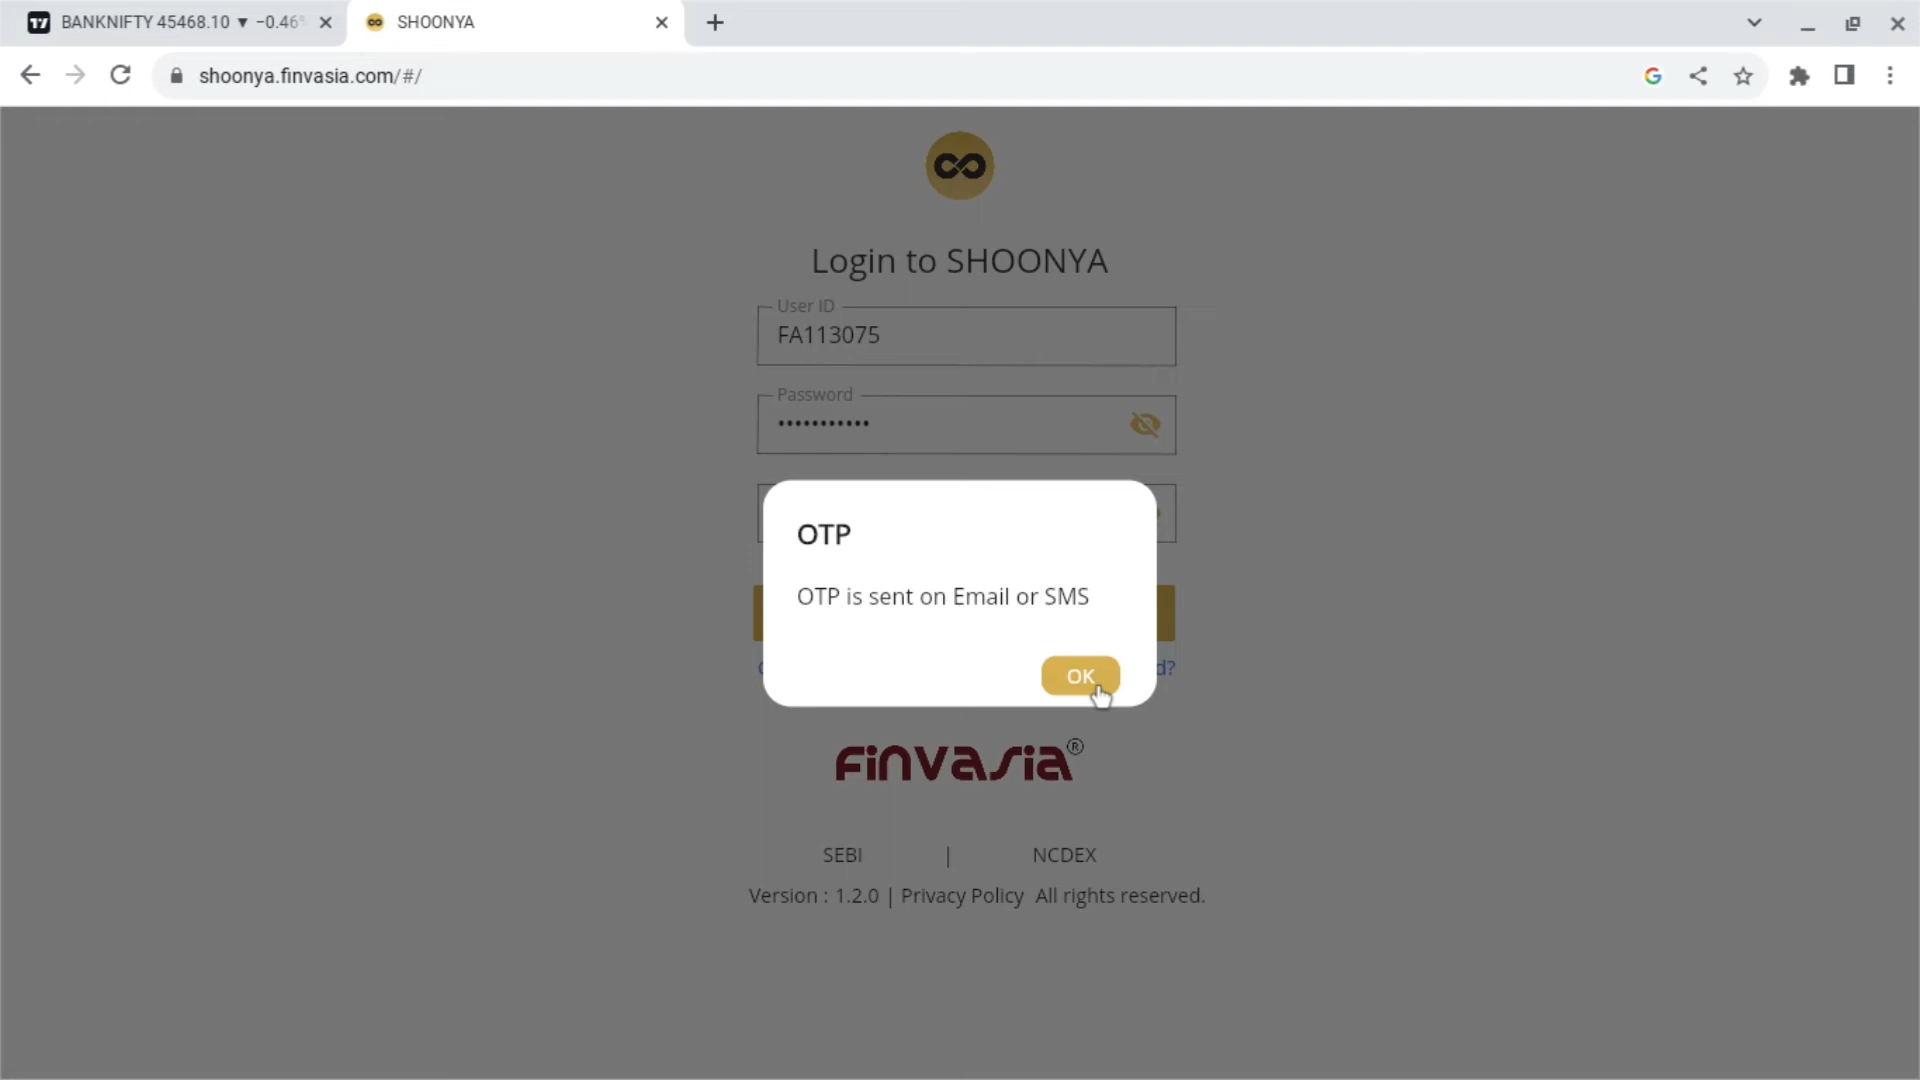 BANKNIFTY 45468.10 ▼ −0.46%
SHOONYA
shoonya.finvasia.com/#/
Login to SHOONYA
User ID
FA113075
Password
•••••••••••
OTP
OTP is sent on Email or SMS
OK
d?
finvasia®
SEBI | NCDEX
Version : 1.2.0 | Privacy Policy All rights reserved.